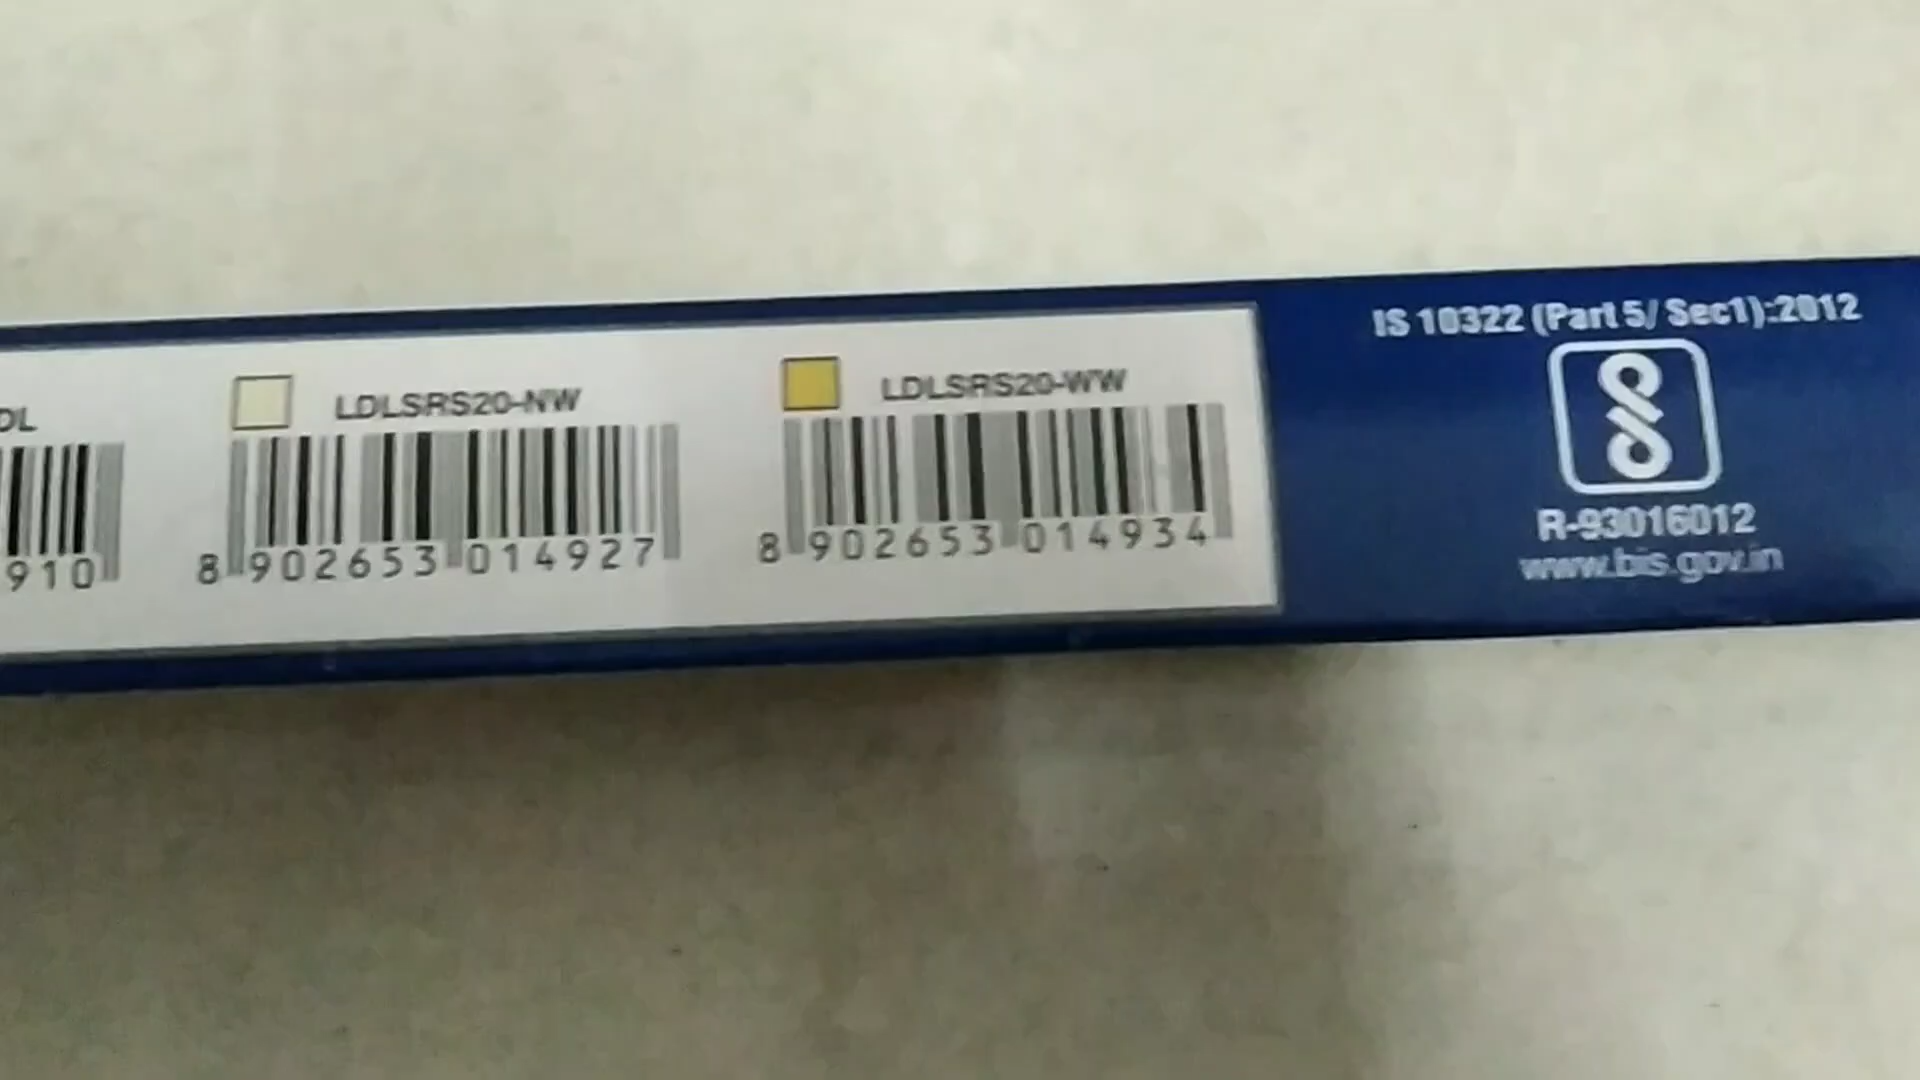 DL
910
LDLSRS20-NW
8 902653 014927
LDLSRS20-WW
8 902653 014934
IS 10322 (Part 5/ Sec1):2012
R-93016012
www.bis.gov.in